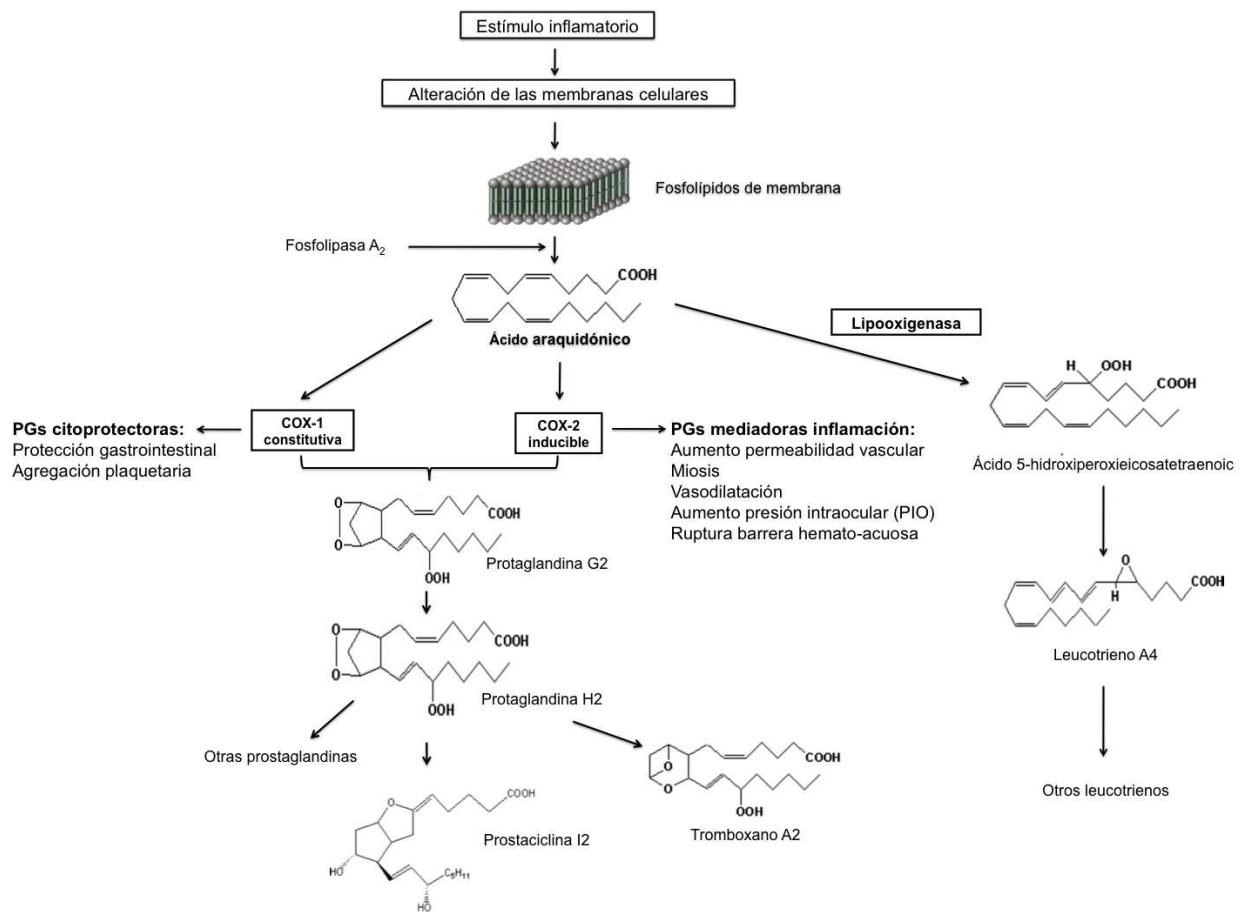 Estímulo inflamatorio
Alteración de las membranas celulares
Fosfolípidos de membrana
Fosfolipasa A2
COOH
Ácido araquidónico
Lipooxigenasa
H
OOH
COOH
Ácido 5-hidroxiperoxieicosatetraenoic
COX-1
constitutiva
COX-2
inducible
PGs citoprotectoras:
Protección gastrointestinal
Agregación plaquetaria
PGs mediadoras inflamación:
Aumento permeabilidad vascular
Miosis
Vasodilatación
Aumento presión intraocular (PIO)
Ruptura barrera hemato-acuosa
O
O
COOH
OOH
Protaglandina G2
O
H
COOH
Leucotrieno A4
O
O
COOH
OOH
Protaglandina H2
Otras prostaglandinas
O
O
COOH
OOH
Tromboxano A2
Otros leucotrienos
O
COOH
HO
C5H11
HO
Prostaciclina I2